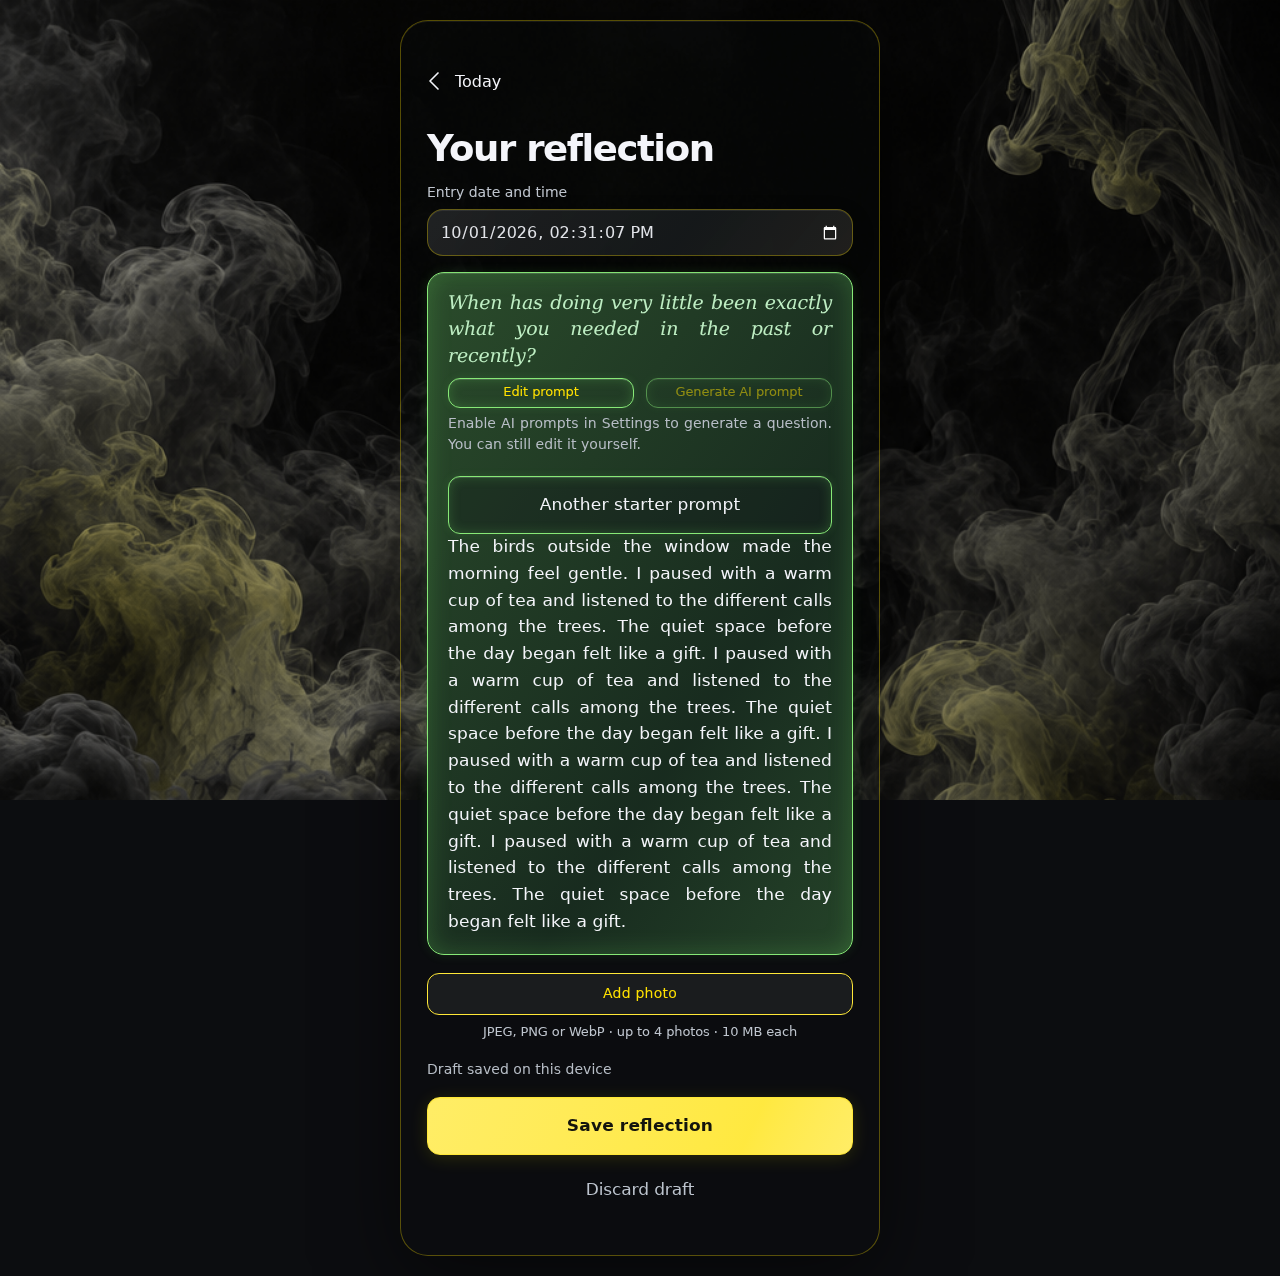 Today
Your reflection
Entry date and time
10/01/2026, 02:31:07 PM
When has doing very little been exactly
what you needed in the past or
recently?
Edit prompt
Generate AI prompt
Enable AI prompts in Settings to generate a question.
You can still edit it yourself.
Another starter prompt
The birds outside the window made the
morning feel gentle. I paused with a warm
cup of tea and listened to the different calls
among the trees. The quiet space before
the day began felt like a gift. I paused with
a warm cup of tea and listened to the
different calls among the trees. The quiet
space before the day began felt like a gift. I
paused with a warm cup of tea and listened
to the different calls among the trees. The
quiet space before the day began felt like a
gift. I paused with a warm cup of tea and
listened to the different calls among the
trees. The quiet space before the day
began felt like a gift.
Add photo
JPEG, PNG or WebP · up to 4 photos · 10 MB each
Draft saved on this device
Save reflection
Discard draft